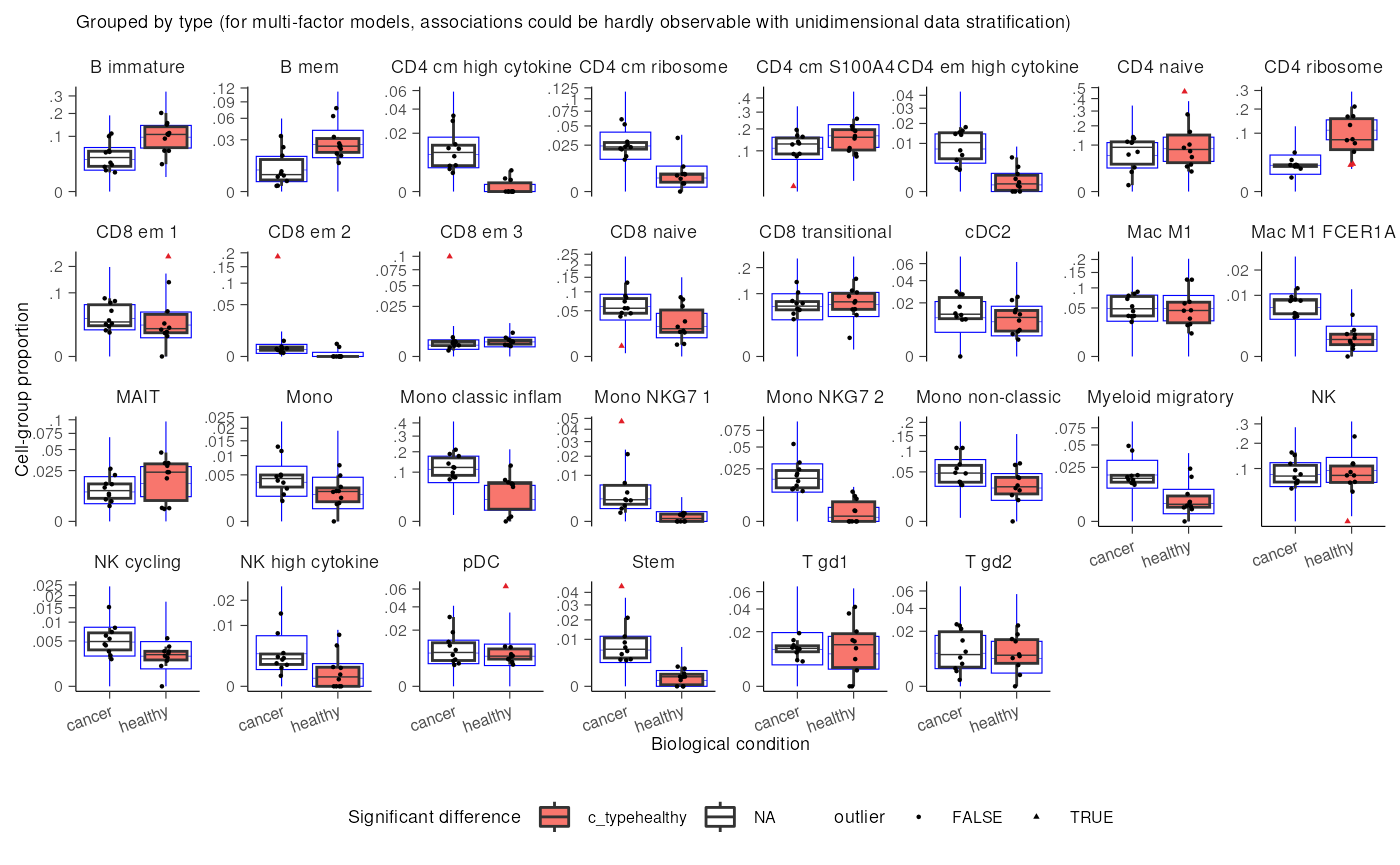 Grouped by type (for multi-factor models, associations could be hardly observable with unidimensional data stratification)
B immature
B mem
CD4 cm high cytokine
CD4 cm ribosome
CD4 cm S100A4
CD4 em high cytokine
CD4 naive
CD4 ribosome
.3
.2
.1
0
.12
.09
.06
.03
0
.06
.04
.02
0
.125
.075
.05
.025
0
.4
.3
.2
.1
.04
.03
.02
.01
0
.5
.4
.3
.2
.1
0
.3
.2
.1
0
CD8 em 1
CD8 em 2
CD8 em 3
CD8 naive
CD8 transitional
cDC2
Mac M1
Mac M1 FCER1A
.2
.1
0
.2
.15
.1
.05
0
.1
.075
.05
.025
0
.25
.2
.15
.1
.05
0
.2
.1
0
.06
.04
.02
0
.2
.15
.1
.05
0
.02
.01
0
MAIT
Mono
Mono classic inflam
Mono NKG7 1
Mono NKG7 2
Mono non-classic
Myeloid migratory
NK
.1
.075
.05
.025
0
.025
.02
.015
.01
.005
0
.4
.3
.2
.1
0
.05
.04
.03
.02
.01
0
.075
.05
.025
0
.2
.15
.1
.05
0
.075
.05
.025
0
.3
.2
.1
cancer
healthy
cancer
healthy
NK cycling
NK high cytokine
pDC
Stem
T gd1
T gd2
.025
.02
.015
.01
.005
0
.02
.01
0
.06
.04
.02
0
.04
.03
.02
.01
0
.06
.04
.02
0
.06
.04
.02
0
cancer
healthy
cancer
healthy
cancer
healthy
cancer
healthy
cancer
healthy
cancer
healthy
Cell-group proportion
Biological condition
Significant difference
c_typehealthy
NA
outlier
FALSE
TRUE